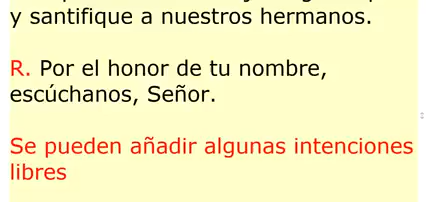 y santifique a nuestros hermanos.
R. Por el honor de tu nombre,
escúchanos, Señor.
Se pueden añadir algunas intenciones
libres